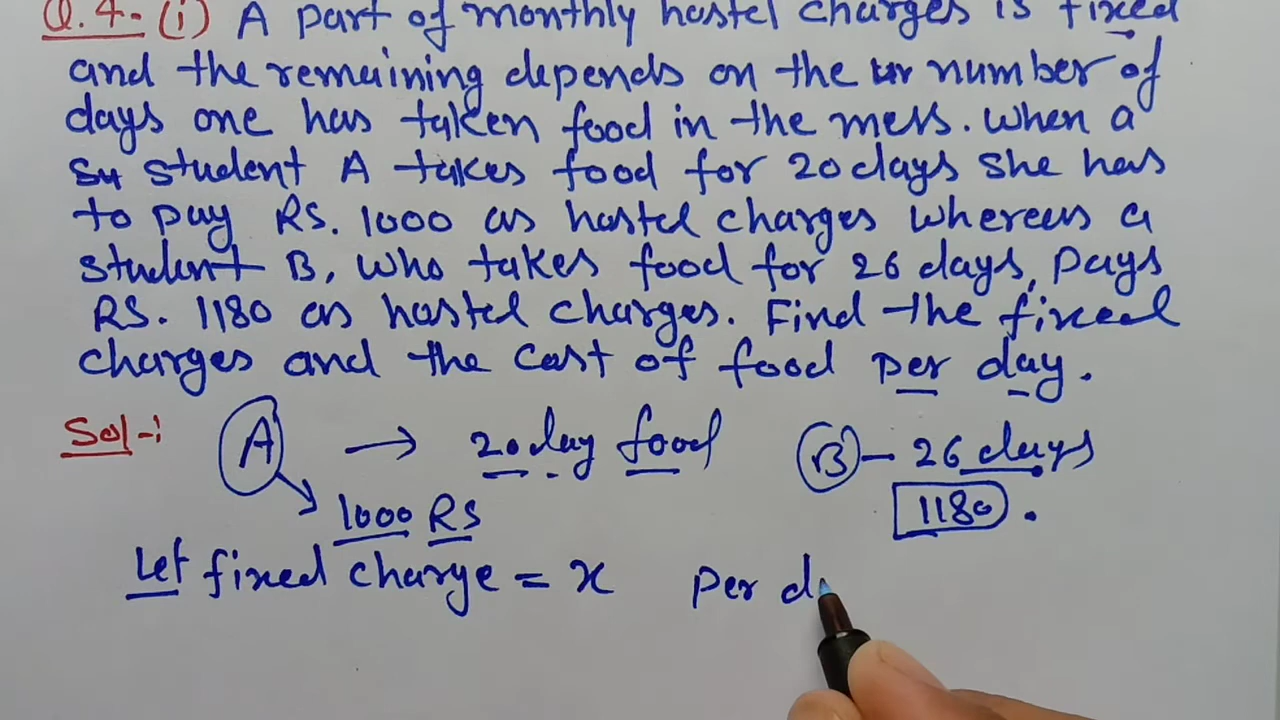 Q.4. (i) A part of monthly hostel charges is fixed
and the remaining depends on the number of
days one has taken food in the mess. When a
student A takes food for 20 days she has
to pay RS. 1000 as hostel charges whereas a
student B, who takes food for 26 days, pays
RS. 1180 as hostel charges. Find the fixed
charges and the cost of food per day.
Sol-: A → 20 day food B - 26 days
1000 RS 1180.
Let fixed charge = x Per d